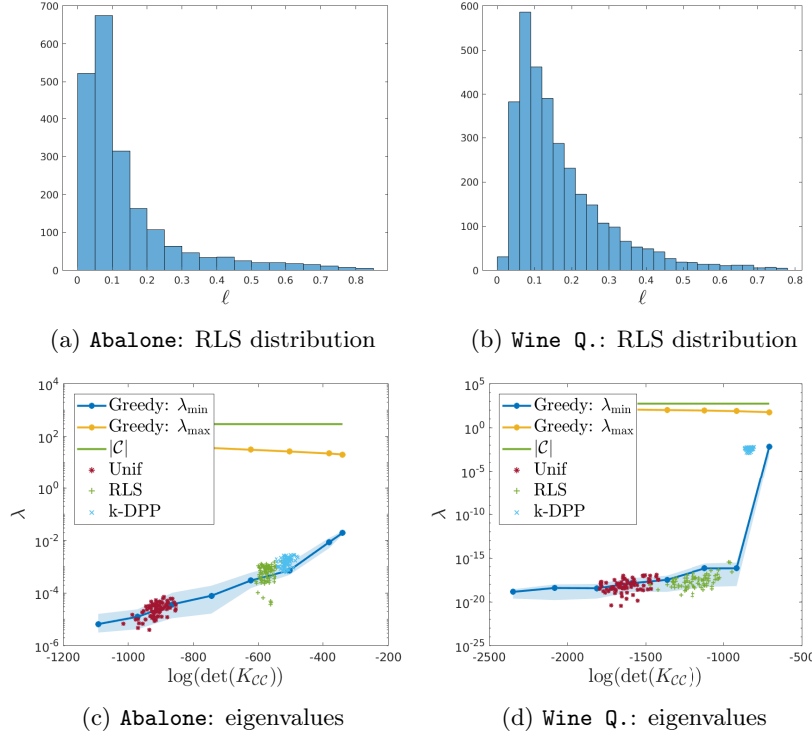 700
600
500
400
300
200
100
0
0 0.1 0.2 0.3 0.4 0.5 0.6 0.7 0.8
ℓ
(a) Abalone: RLS distribution
600
500
400
300
200
100
0
0 0.1 0.2 0.3 0.4 0.5 0.6 0.7 0.8
ℓ
(b) Wine Q.: RLS distribution
10^4
10^2
10^0
10^-2
10^-4
10^-6
λ
Greedy: λ_min
Greedy: λ_max
|𝒞|
Unif
RLS
k-DPP
-1200 -1000 -800 -600 -400 -200
log(det(K_𝒞𝒞))
(c) Abalone: eigenvalues
10^5
10^0
10^-5
10^-10
10^-15
10^-20
10^-25
λ
Greedy: λ_min
Greedy: λ_max
|𝒞|
Unif
RLS
k-DPP
-2500 -2000 -1500 -1000 -500
log(det(K_𝒞𝒞))
(d) Wine Q.: eigenvalues